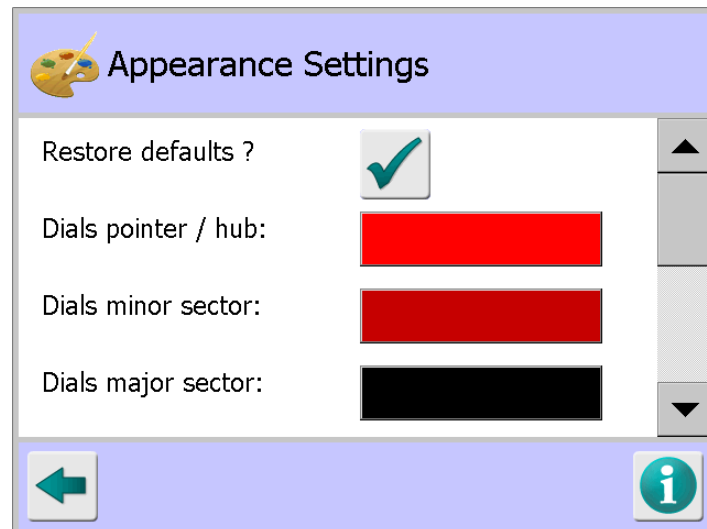 Appearance Settings
Restore defaults ?
Dials pointer / hub:
Dials minor sector:
Dials major sector: